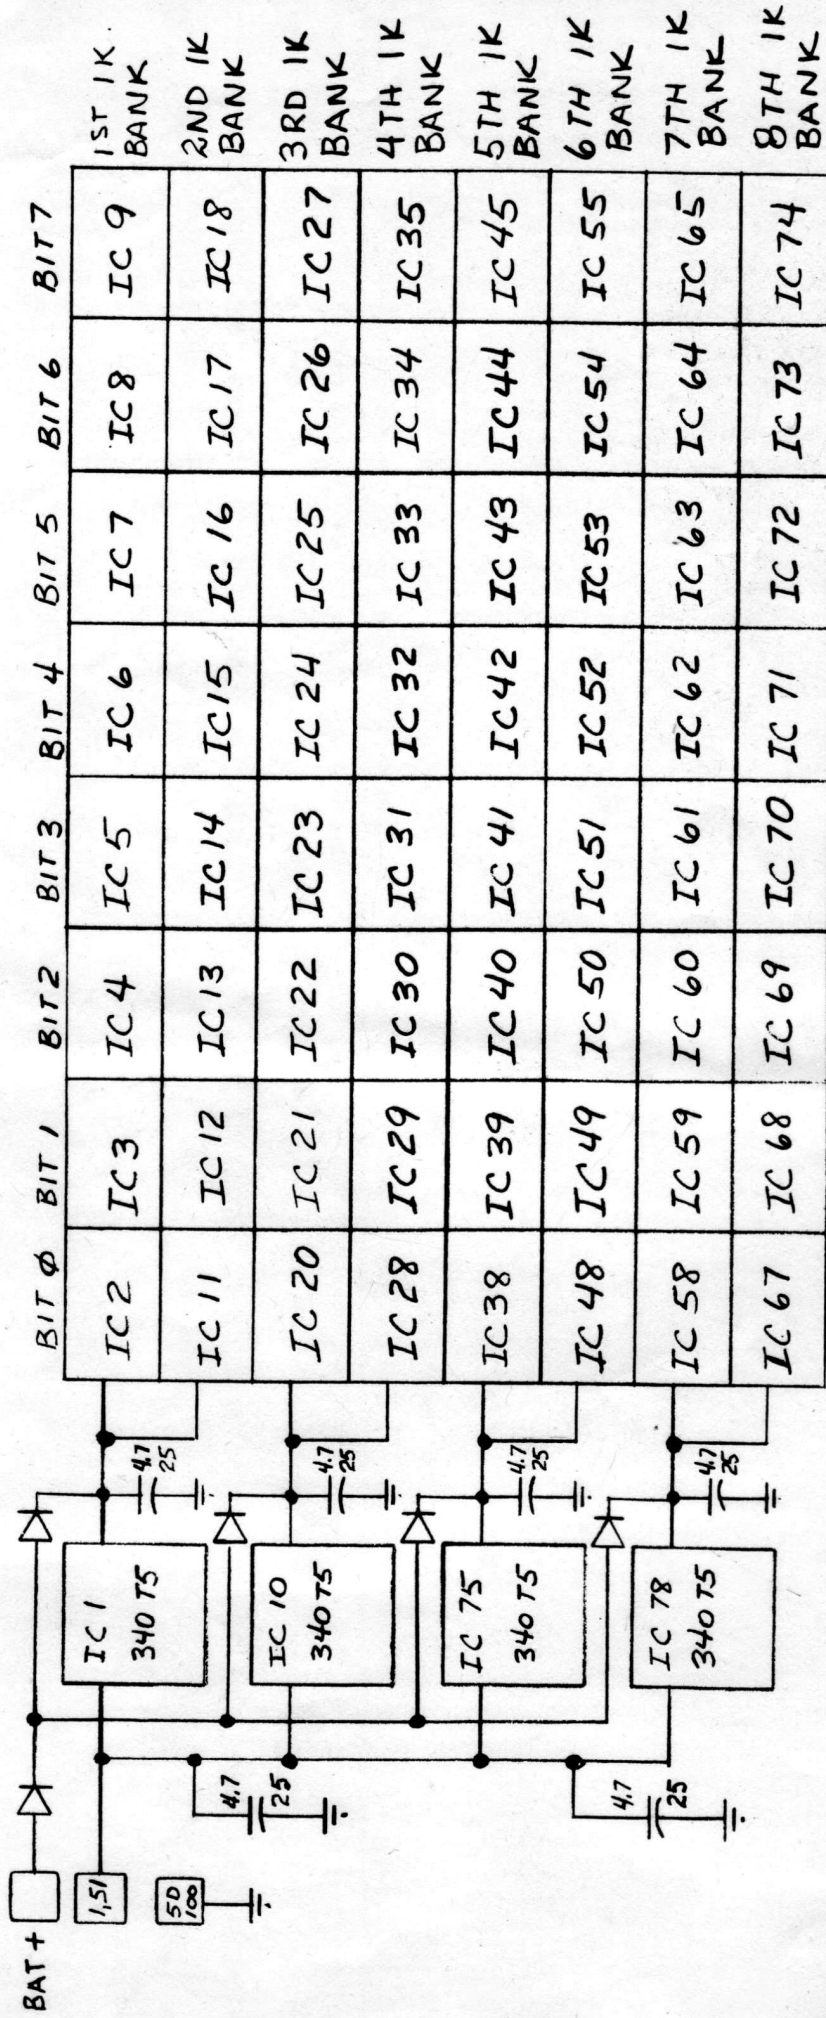 BIT Ø BIT 1 BIT 2 BIT 3 BIT 4 BIT 5 BIT 6 BIT 7
IC 2 IC 3 IC 4 IC 5 IC 6 IC 7 IC 8 IC 9 1ST 1K. BANK
IC 11 IC 12 IC 13 IC 14 IC 15 IC 16 IC 17 IC 18 2ND 1K BANK
IC 20 IC 21 IC 22 IC 23 IC 24 IC 25 IC 26 IC 27 3RD 1K BANK
IC 28 IC 29 IC 30 IC 31 IC 32 IC 33 IC 34 IC 35 4TH 1K BANK
IC 38 IC 39 IC 40 IC 41 IC 42 IC 43 IC 44 IC 45 5TH 1K BANK
IC 48 IC 49 IC 50 IC 51 IC 52 IC 53 IC 54 IC 55 6TH 1K BANK
IC 58 IC 59 IC 60 IC 61 IC 62 IC 63 IC 64 IC 65 7TH 1K BANK
IC 67 IC 68 IC 69 IC 70 IC 71 IC 72 IC 73 IC 74 8TH 1K BANK
BAT +
1,51
50
100
IC 1
340 T5
4.7
25
IC 10
340 T5
4.7
25
IC 75
340 T5
4.7
25
IC 78
340 T5
4.7
25
4.7
25
4.7
25